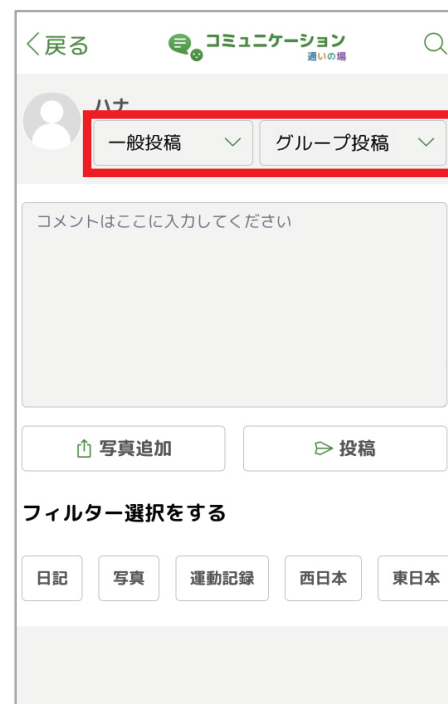 戻る
コミュニケーション
通いの場
ハナ
一般投稿 グループ投稿
コメントはここに入力してください
写真追加 投稿
フィルター選択をする
日記 写真 運動記録 西日本 東日本